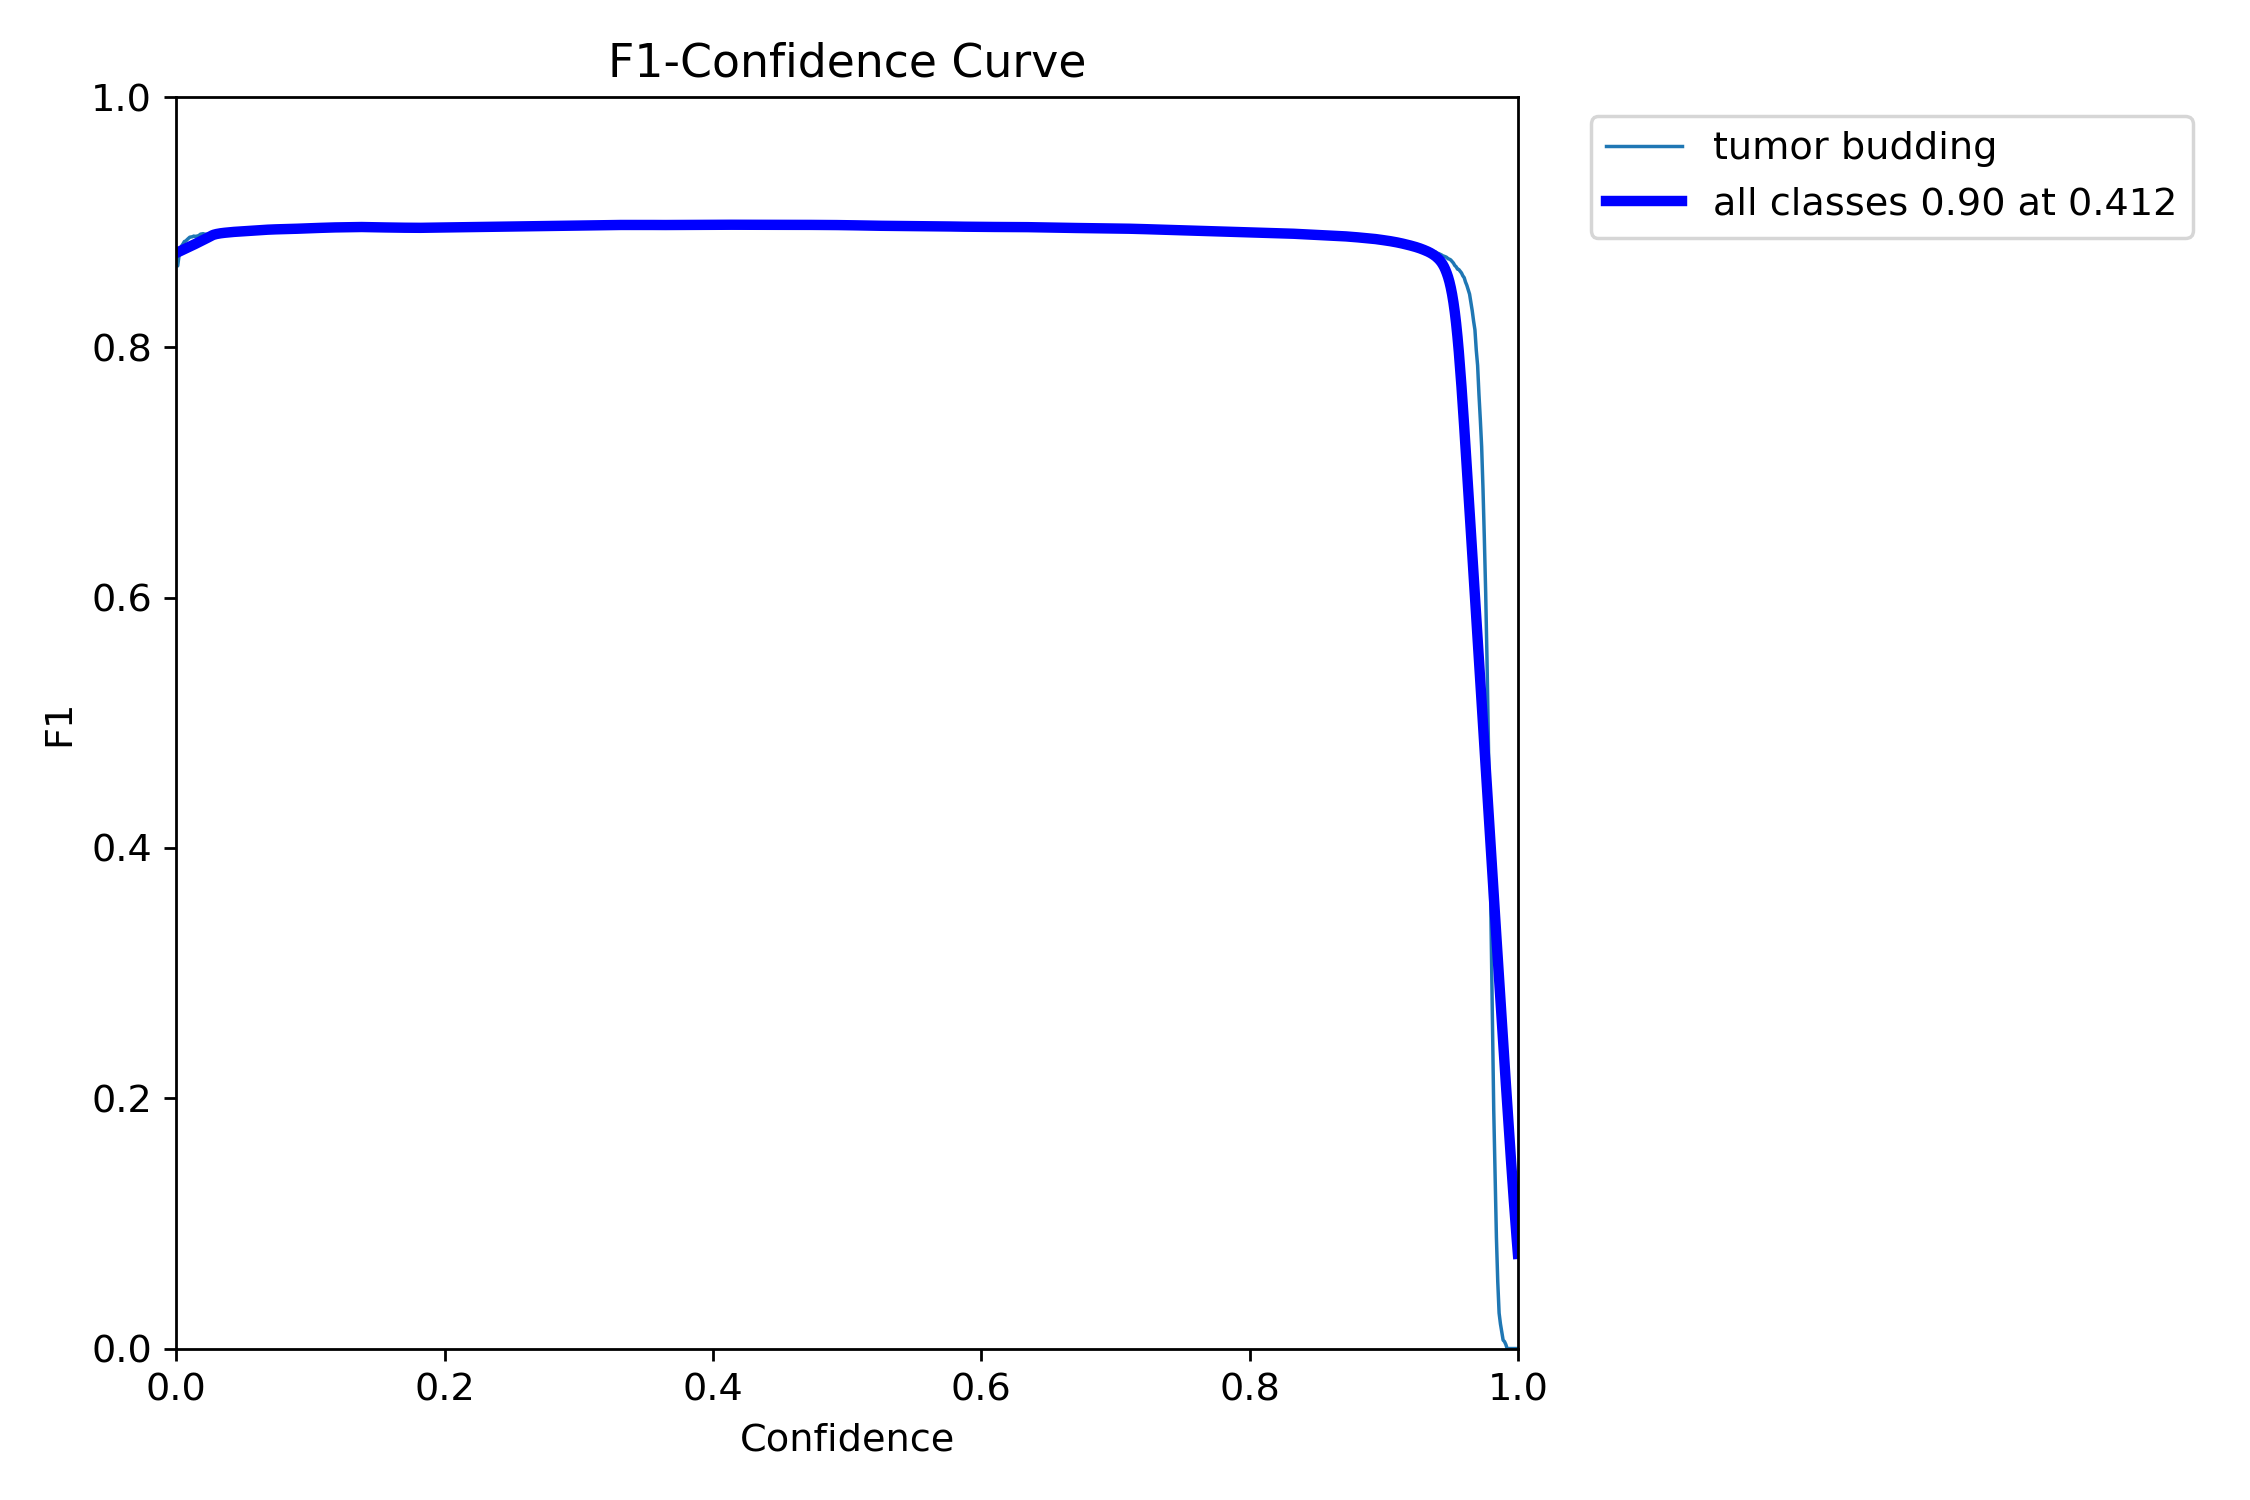 F1-Confidence Curve
1.0
0.8
0.6
0.4
0.2
0.0
F1
0.0 0.2 0.4 0.6 0.8 1.0
Confidence
tumor budding
all classes 0.90 at 0.412